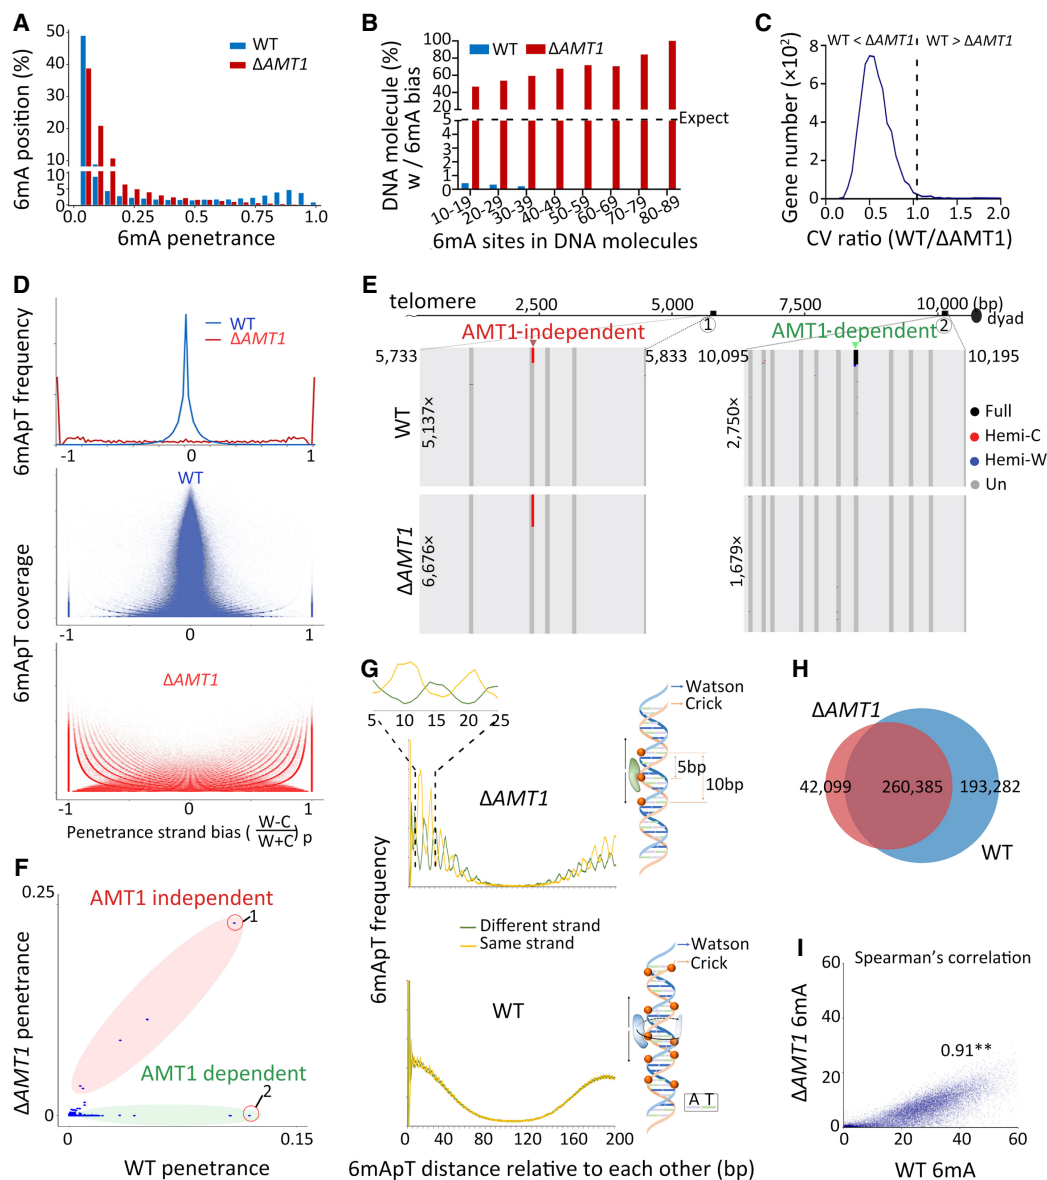 A
50
40
30
20
10
10
5
0
6mA position (%)
WT
ΔAMT1
0.0
0.25
0.5
0.75
1.0
6mA penetrance
B
100
80
60
40
20
5
4
2
1
0
DNA molecule (%)
w / 6mA bias
WT
ΔAMT1
Expect
10-19
20-29
30-39
40-49
50-59
60-69
70-79
80-89
6mA sites in DNA molecules
C
WT < ΔAMT1
WT > ΔAMT1
8
6
4
2
0
Gene number (×10²)
0.0
0.5
1.0
1.5
2.0
CV ratio (WT/ΔAMT1)
D
6mApT frequency
WT
ΔAMT1
-1
0
1
WT
6mApT coverage
-1
0
1
ΔAMT1
-1
0
1
Penetrance strand bias ( W-C / W+C ) p
E
telomere
2,500
5,000
7,500
10,000 (bp)
dyad
1
2
AMT1-independent
AMT1-dependent
5,733
5,833
10,095
10,195
WT
5,137×
2,750×
ΔAMT1
6,676×
1,679×
Full
Hemi-C
Hemi-W
Un
F
0.25
0
ΔAMT1 penetrance
AMT1 independent
1
AMT1 dependent
2
0
0.15
WT penetrance
G
5
10
15
20
25
ΔAMT1
Watson
Crick
5bp
10bp
6mApT frequency
Different strand
Same strand
WT
Watson
Crick
A T
0
40
80
120
160
200
6mApT distance relative to each other (bp)
H
ΔAMT1
42,099
260,385
193,282
WT
I
Spearman's correlation
60
40
20
0
ΔAMT1 6mA
0.91**
0
20
40
60
WT 6mA